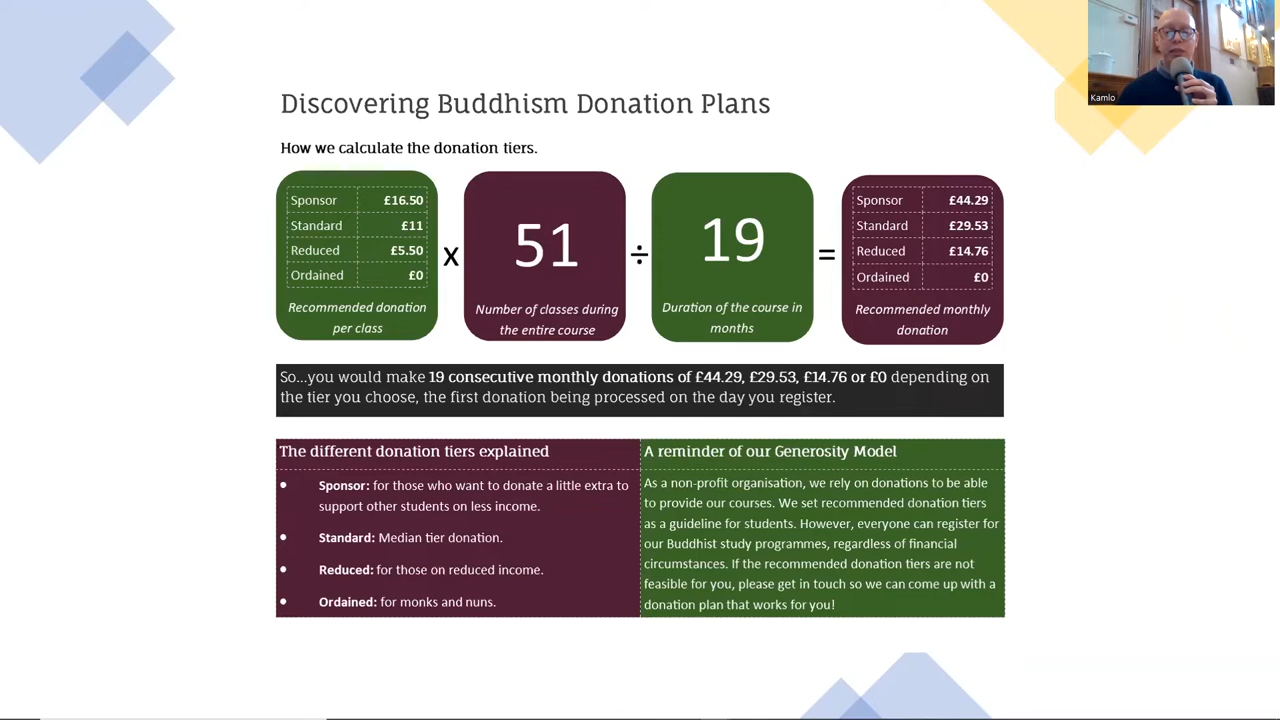 Kamlo
Discovering Buddhism Donation Plans
How we calculate the donation tiers.
Sponsor £16.50
Standard £11
Reduced £5.50
Ordained £0
Recommended donation
per class
x
51
Number of classes during
the entire course
÷
19
Duration of the course in
months
=
Sponsor £44.29
Standard £29.53
Reduced £14.76
Ordained £0
Recommended monthly
donation
So...you would make 19 consecutive monthly donations of £44.29, £29.53, £14.76 or £0 depending on
the tier you choose, the first donation being processed on the day you register.
The different donation tiers explained
• Sponsor: for those who want to donate a little extra to
support other students on less income.
• Standard: Median tier donation.
• Reduced: for those on reduced income.
• Ordained: for monks and nuns.
A reminder of our Generosity Model
As a non-profit organisation, we rely on donations to be able
to provide our courses. We set recommended donation tiers
as a guideline for students. However, everyone can register for
our Buddhist study programmes, regardless of financial
circumstances. If the recommended donation tiers are not
feasible for you, please get in touch so we can come up with a
donation plan that works for you!